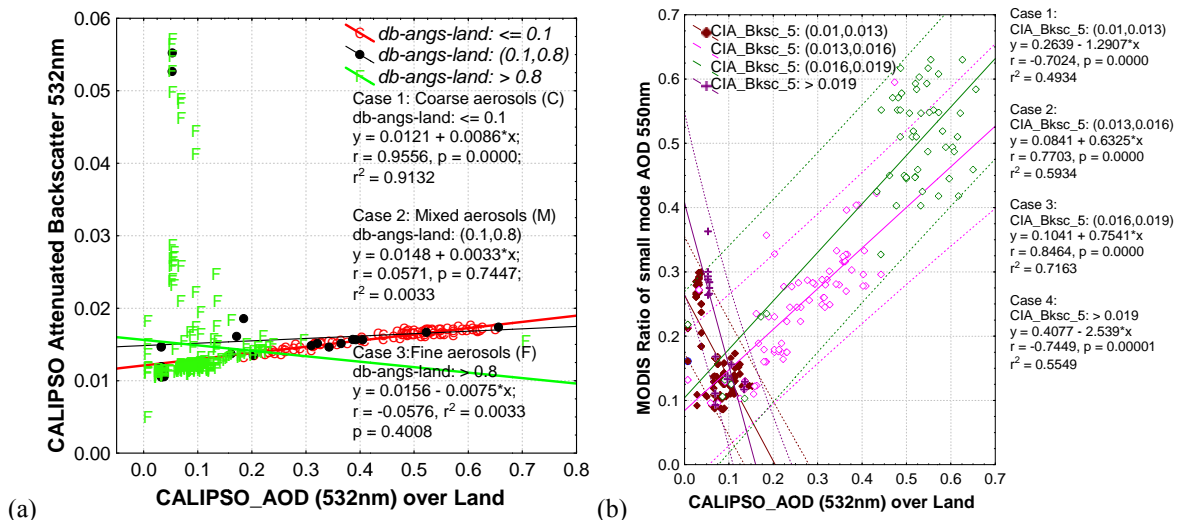 db-angs-land: <= 0.1
db-angs-land: (0.1,0.8)
db-angs-land: > 0.8
Case 1: Coarse aerosols (C)
db-angs-land: <= 0.1
y = 0.0121 + 0.0086*x;
r = 0.9556, p = 0.0000;
r² = 0.9132
Case 2: Mixed aerosols (M)
db-angs-land: (0.1,0.8)
y = 0.0148 + 0.0033*x;
r = 0.0571, p = 0.7447;
r² = 0.0033
Case 3:Fine aerosols (F)
db-angs-land: > 0.8
y = 0.0156 - 0.0075*x;
r = -0.0576, r² = 0.0033
p = 0.4008
CALIPSO Attenuated Backscatter 532nm
0.06
0.05
0.04
0.03
0.02
0.01
0.00
0.0 0.1 0.2 0.3 0.4 0.5 0.6 0.7 0.8
CALIPSO_AOD (532nm) over Land
(a)
CIA_Bksc_5: (0.01,0.013)
CIA_Bksc_5: (0.013,0.016)
CIA_Bksc_5: (0.016,0.019)
CIA_Bksc_5: > 0.019
MODIS Ratio of small mode AOD 550nm
0.7
0.6
0.5
0.4
0.3
0.2
0.1
0.0
0.0 0.1 0.2 0.3 0.4 0.5 0.6 0.7
CALIPSO_AOD (532nm) over Land
(b)
Case 1:
CIA_Bksc_5: (0.01,0.013)
y = 0.2639 - 1.2907*x
r = -0.7024, p = 0.0000
r² = 0.4934
Case 2:
CIA_Bksc_5: (0.013,0.016)
y = 0.0841 + 0.6325*x
r = 0.7703, p = 0.0000
r² = 0.5934
Case 3:
CIA_Bksc_5: (0.016,0.019)
y = 0.1041 + 0.7541*x
r = 0.8464, p = 0.0000
r² = 0.7163
Case 4:
CIA_Bksc_5: > 0.019
y = 0.4077 - 2.539*x
r = -0.7449, p = 0.00001
r² = 0.5549